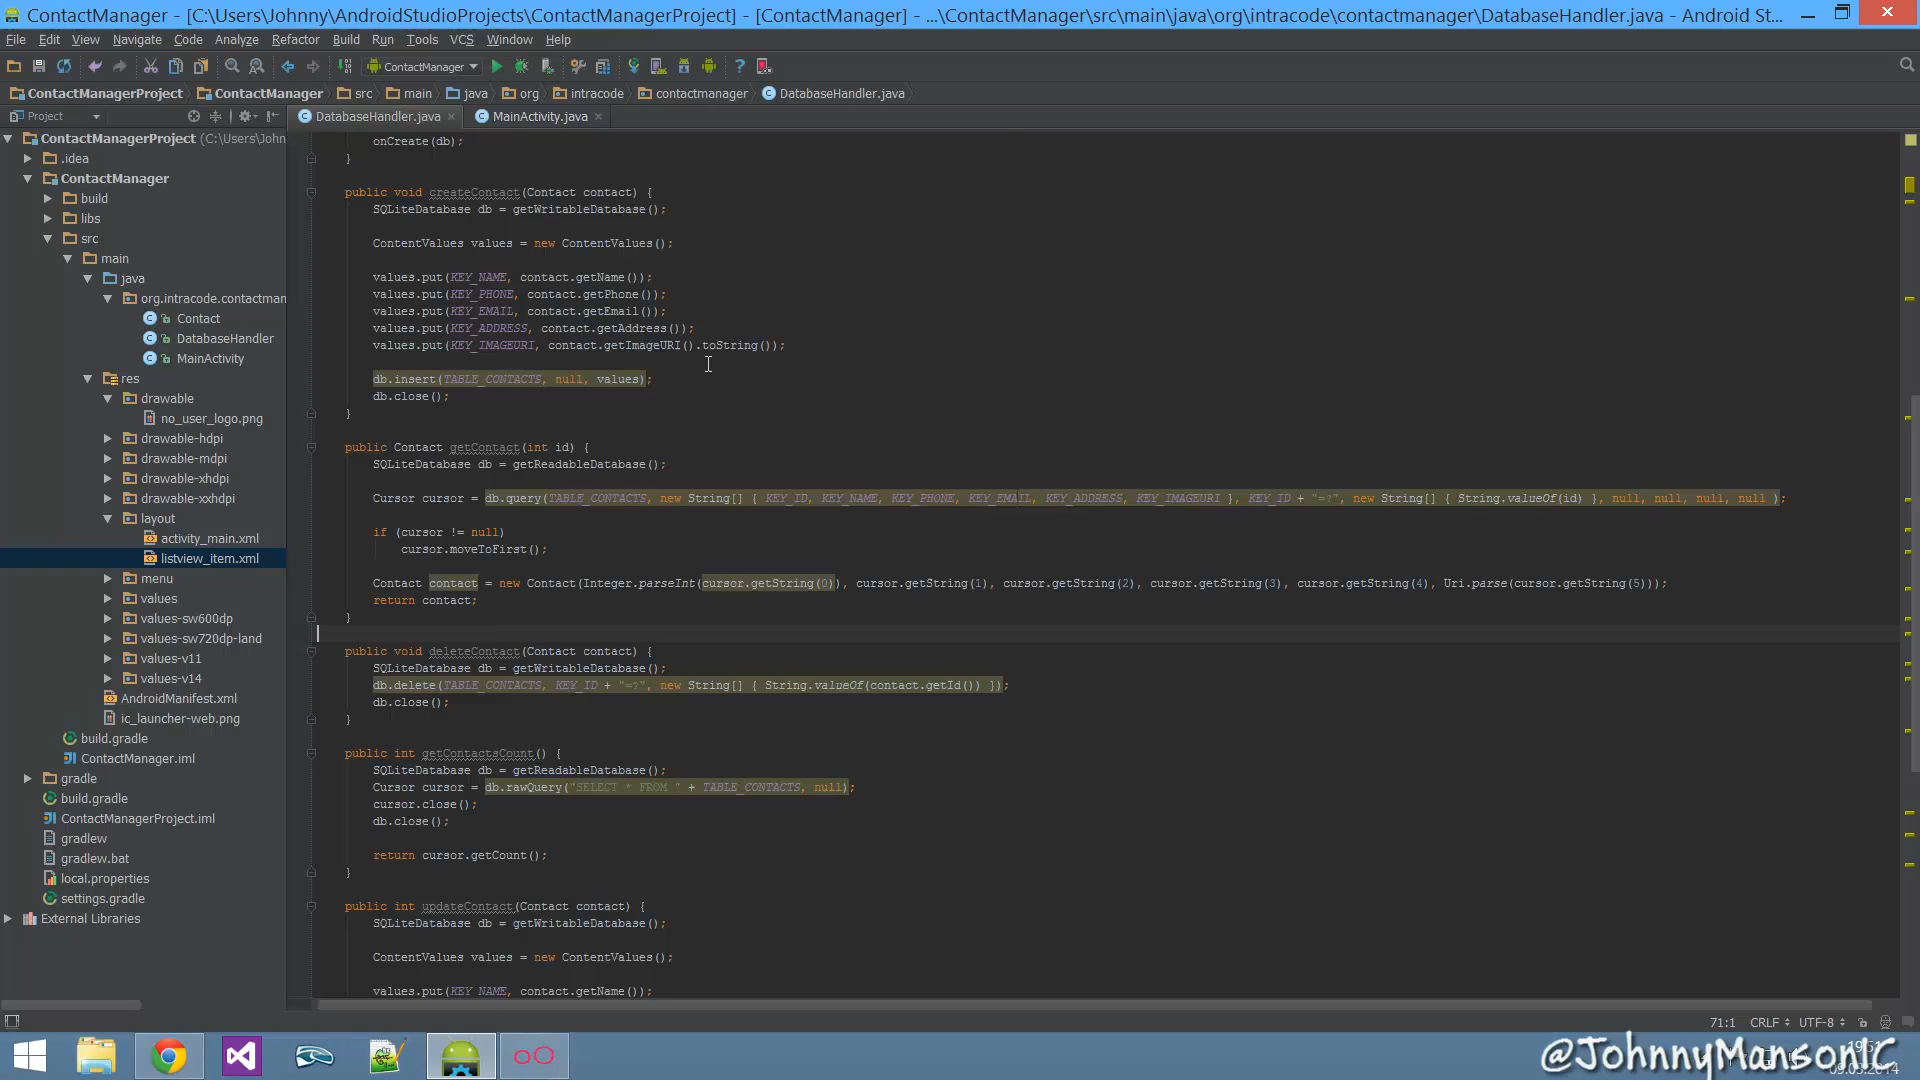 ContactManager - [C:\Users\Johnny\AndroidStudioProjects\ContactManagerProject] - [ContactManager] - ...\ContactManager\src\main\java\org\intracode\contactmanager\DatabaseHandler.java - Android St...
File Edit View Navigate Code Analyze Refactor Build Run Tools VCS Window Help
ContactManager
ContactManagerProject ContactManager src main java org intracode contactmanager DatabaseHandler.java
Project
DatabaseHandler.java MainActivity.java
ContactManagerProject (C:\Users\John
.idea
ContactManager
build
libs
src
main
java
org.intracode.contactman
Contact
DatabaseHandler
MainActivity
res
drawable
no_user_logo.png
drawable-hdpi
drawable-mdpi
drawable-xhdpi
drawable-xxhdpi
layout
activity_main.xml
listview_item.xml
menu
values
values-sw600dp
values-sw720dp-land
values-v11
values-v14
AndroidManifest.xml
ic_launcher-web.png
build.gradle
ContactManager.iml
gradle
build.gradle
ContactManagerProject.iml
gradlew
gradlew.bat
local.properties
settings.gradle
External Libraries
onCreate(db);
}
public void createContact(Contact contact) {
SQLiteDatabase db = getWritableDatabase();
ContentValues values = new ContentValues();
values.put(KEY_NAME, contact.getName());
values.put(KEY_PHONE, contact.getPhone());
values.put(KEY_EMAIL, contact.getEmail());
values.put(KEY_ADDRESS, contact.getAddress());
values.put(KEY_IMAGEURI, contact.getImageURI().toString());
db.insert(TABLE_CONTACTS, null, values);
db.close();
}
public Contact getContact(int id) {
SQLiteDatabase db = getReadableDatabase();
Cursor cursor = db.query(TABLE_CONTACTS, new String[] { KEY_ID, KEY_NAME, KEY_PHONE, KEY_EMAIL, KEY_ADDRESS, KEY_IMAGEURI }, KEY_ID + "=?", new String[] { String.valueOf(id) }, null, null, null, null );
if (cursor != null)
cursor.moveToFirst();
Contact contact = new Contact(Integer.parseInt(cursor.getString(0)), cursor.getString(1), cursor.getString(2), cursor.getString(3), cursor.getString(4), Uri.parse(cursor.getString(5)));
return contact;
}
public void deleteContact(Contact contact) {
SQLiteDatabase db = getWritableDatabase();
db.delete(TABLE_CONTACTS, KEY_ID + "=?", new String[] { String.valueOf(contact.getId()) });
db.close();
}
public int getContactsCount() {
SQLiteDatabase db = getReadableDatabase();
Cursor cursor = db.rawQuery("SELECT * FROM " + TABLE_CONTACTS, null);
cursor.close();
db.close();
return cursor.getCount();
}
public int updateContact(Contact contact) {
SQLiteDatabase db = getWritableDatabase();
ContentValues values = new ContentValues();
values.put(KEY_NAME, contact.getName());
71:1 CRLF UTF-8
@JohnnyMansonIC